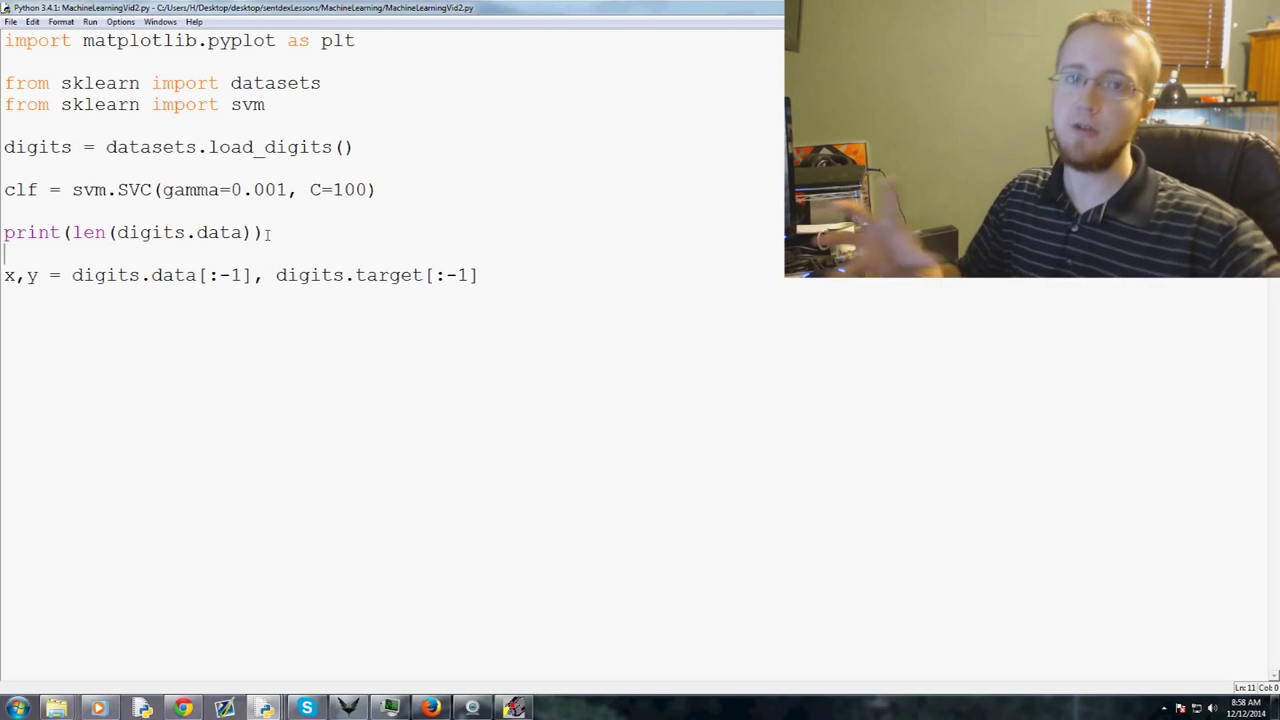 Python 3.4.1: MachineLearningVid2.py - C:/Users/H/Desktop/desktop/sentdexLessons/MachineLearning/MachineLearningVid2.py
File Edit Format Run Options Windows Help
import matplotlib.pyplot as plt
from sklearn import datasets
from sklearn import svm
digits = datasets.load_digits()
clf = svm.SVC(gamma=0.001, C=100)
print(len(digits.data))
x,y = digits.data[:-1], digits.target[:-1]
Ln: 11 Col: 0
8:58 AM
12/12/2014